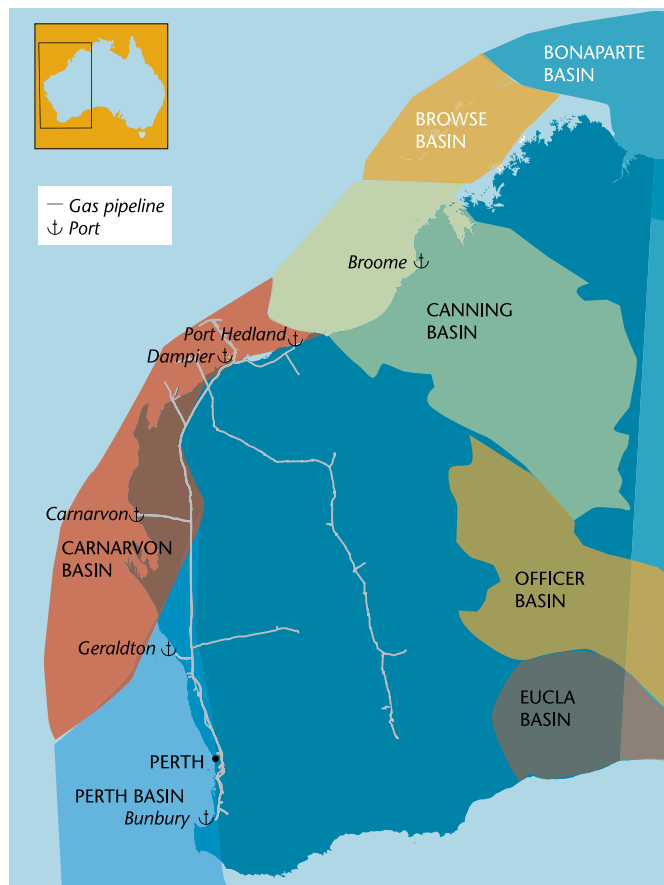 BONAPARTE
BASIN
BROWSE
BASIN
Gas pipeline
Port
Broome
CANNING
BASIN
Port Hedland
Dampier
Carnarvon
CARNARVON
BASIN
OFFICER
BASIN
Geraldton
EUCLA
BASIN
PERTH
PERTH BASIN
Bunbury